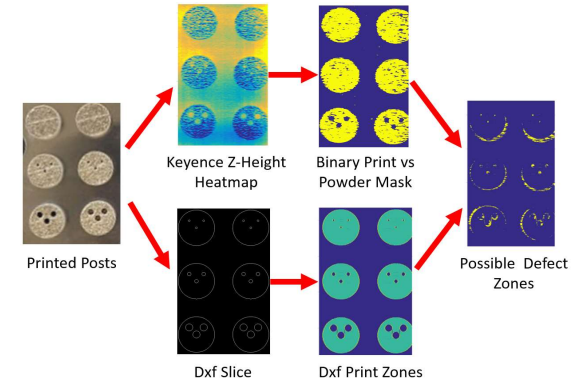 Keyence Z-Height
Heatmap
Binary Print vs
Powder Mask
Printed Posts
Possible  Defect
Zones
Dxf Slice
Dxf Print Zones